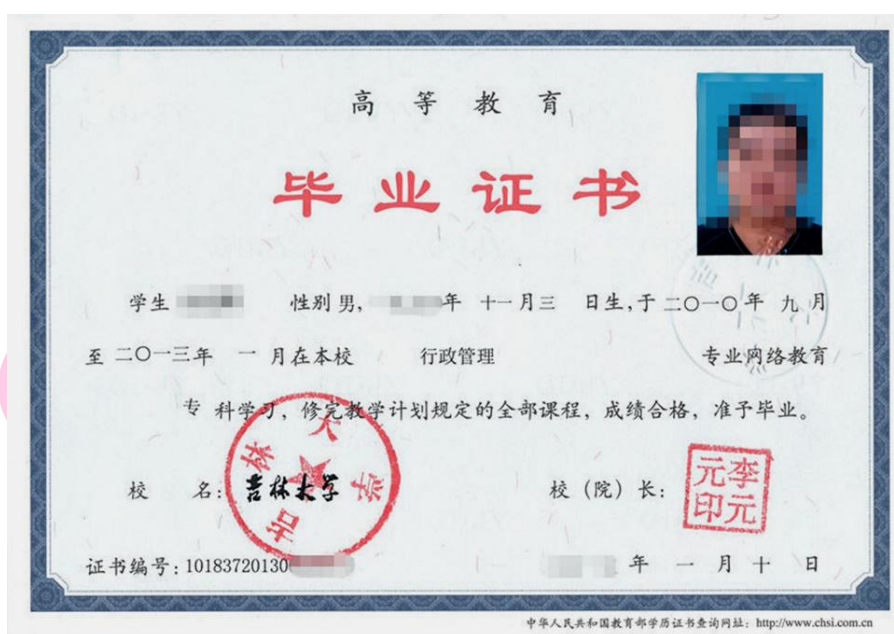 高等教育
毕业证书
学生 性别 男, 年 十一月 三 日生,于 二〇一〇年 九月
至 二〇一三年 一 月在本校 行政管理 专业网络教育
专 科学习，修完教学计划规定的全部课程，成绩合格，准予毕业。
校 名: 吉林大学 校（院）长: 李元元印
吉林大学
证书编号: 10183720130 年 一 月 十 日
中华人民共和国教育部学历证书查询网址: http://www.chsi.com.cn